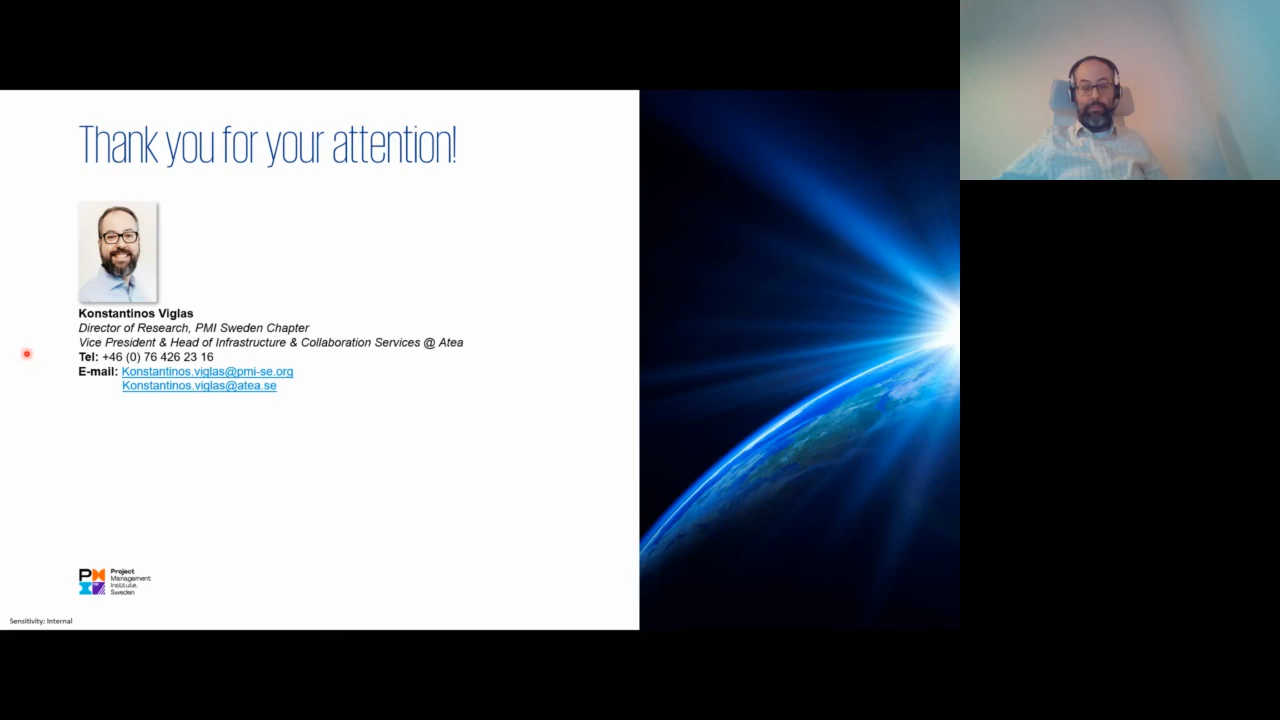 Thank you for your attention!
Konstantinos Viglas
Director of Research, PMI Sweden Chapter
Vice President & Head of Infrastructure & Collaboration Services @ Atea
Tel: +46 (0) 76 426 23 16
E-mail: Konstantinos.viglas@pmi-se.org
Konstantinos.viglas@atea.se
Project
Management
Institute.
Sweden
Sensitivity: Internal